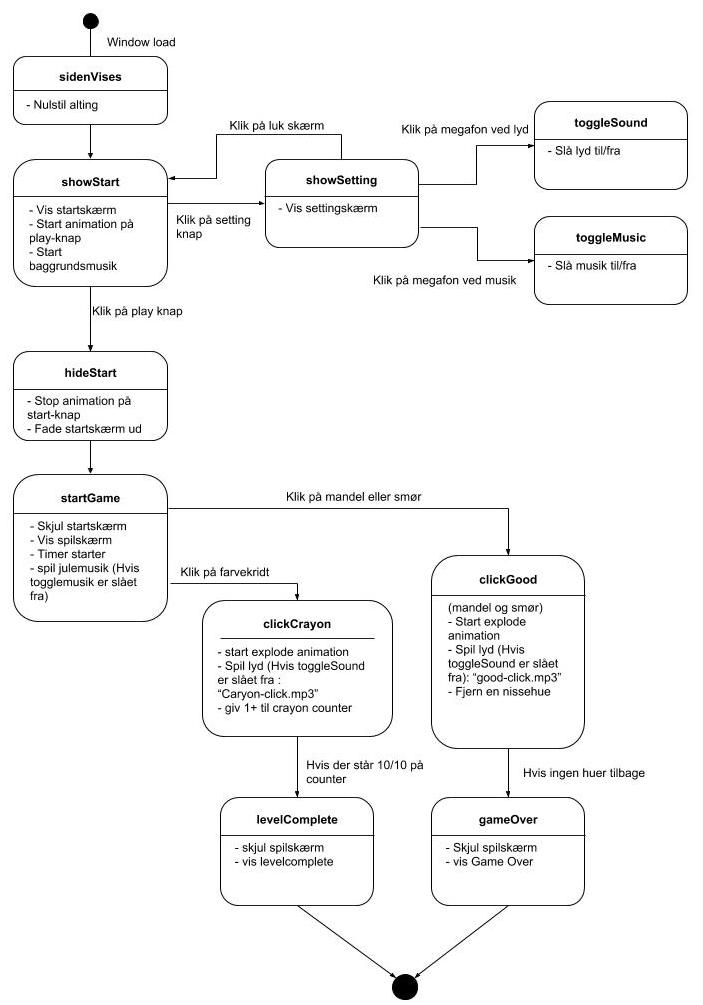 Window load
sidenVises
- Nulstil alting
Klik på luk skærm
Klik på megafon ved lyd
toggleSound
- Slå lyd til/fra
showStart
- Vis startskærm
- Start animation på
play-knap
- Start
baggrundsmusik
Klik på setting
knap
showSetting
- Vis settingskærm
toggleMusic
- Slå musik til/fra
Klik på megafon ved musik
Klik på play knap
hideStart
- Stop animation på
start-knap
- Fade startskærm ud
startGame
- Skjul startskærm
- Vis spilskærm
- Timer starter
- spil julemusik (Hvis
togglemusik er slået
fra)
Klik på mandel eller smør
Klik på farvekridt
clickGood
(mandel og smør)
- Start explode
animation
- Spil lyd (Hvis
toggleSound er slået
fra): “good-click.mp3”
- Fjern en nissehue
clickCrayon
- start explode animation
- Spil lyd (Hvis toggleSound
er slået fra :
“Caryon-click.mp3”
- giv 1+ til crayon counter
Hvis der står 10/10 på
counter
Hvis ingen huer tilbage
levelComplete
- skjul spilskærm
- vis levelcomplete
gameOver
- Skjul spilskærm
- vis Game Over